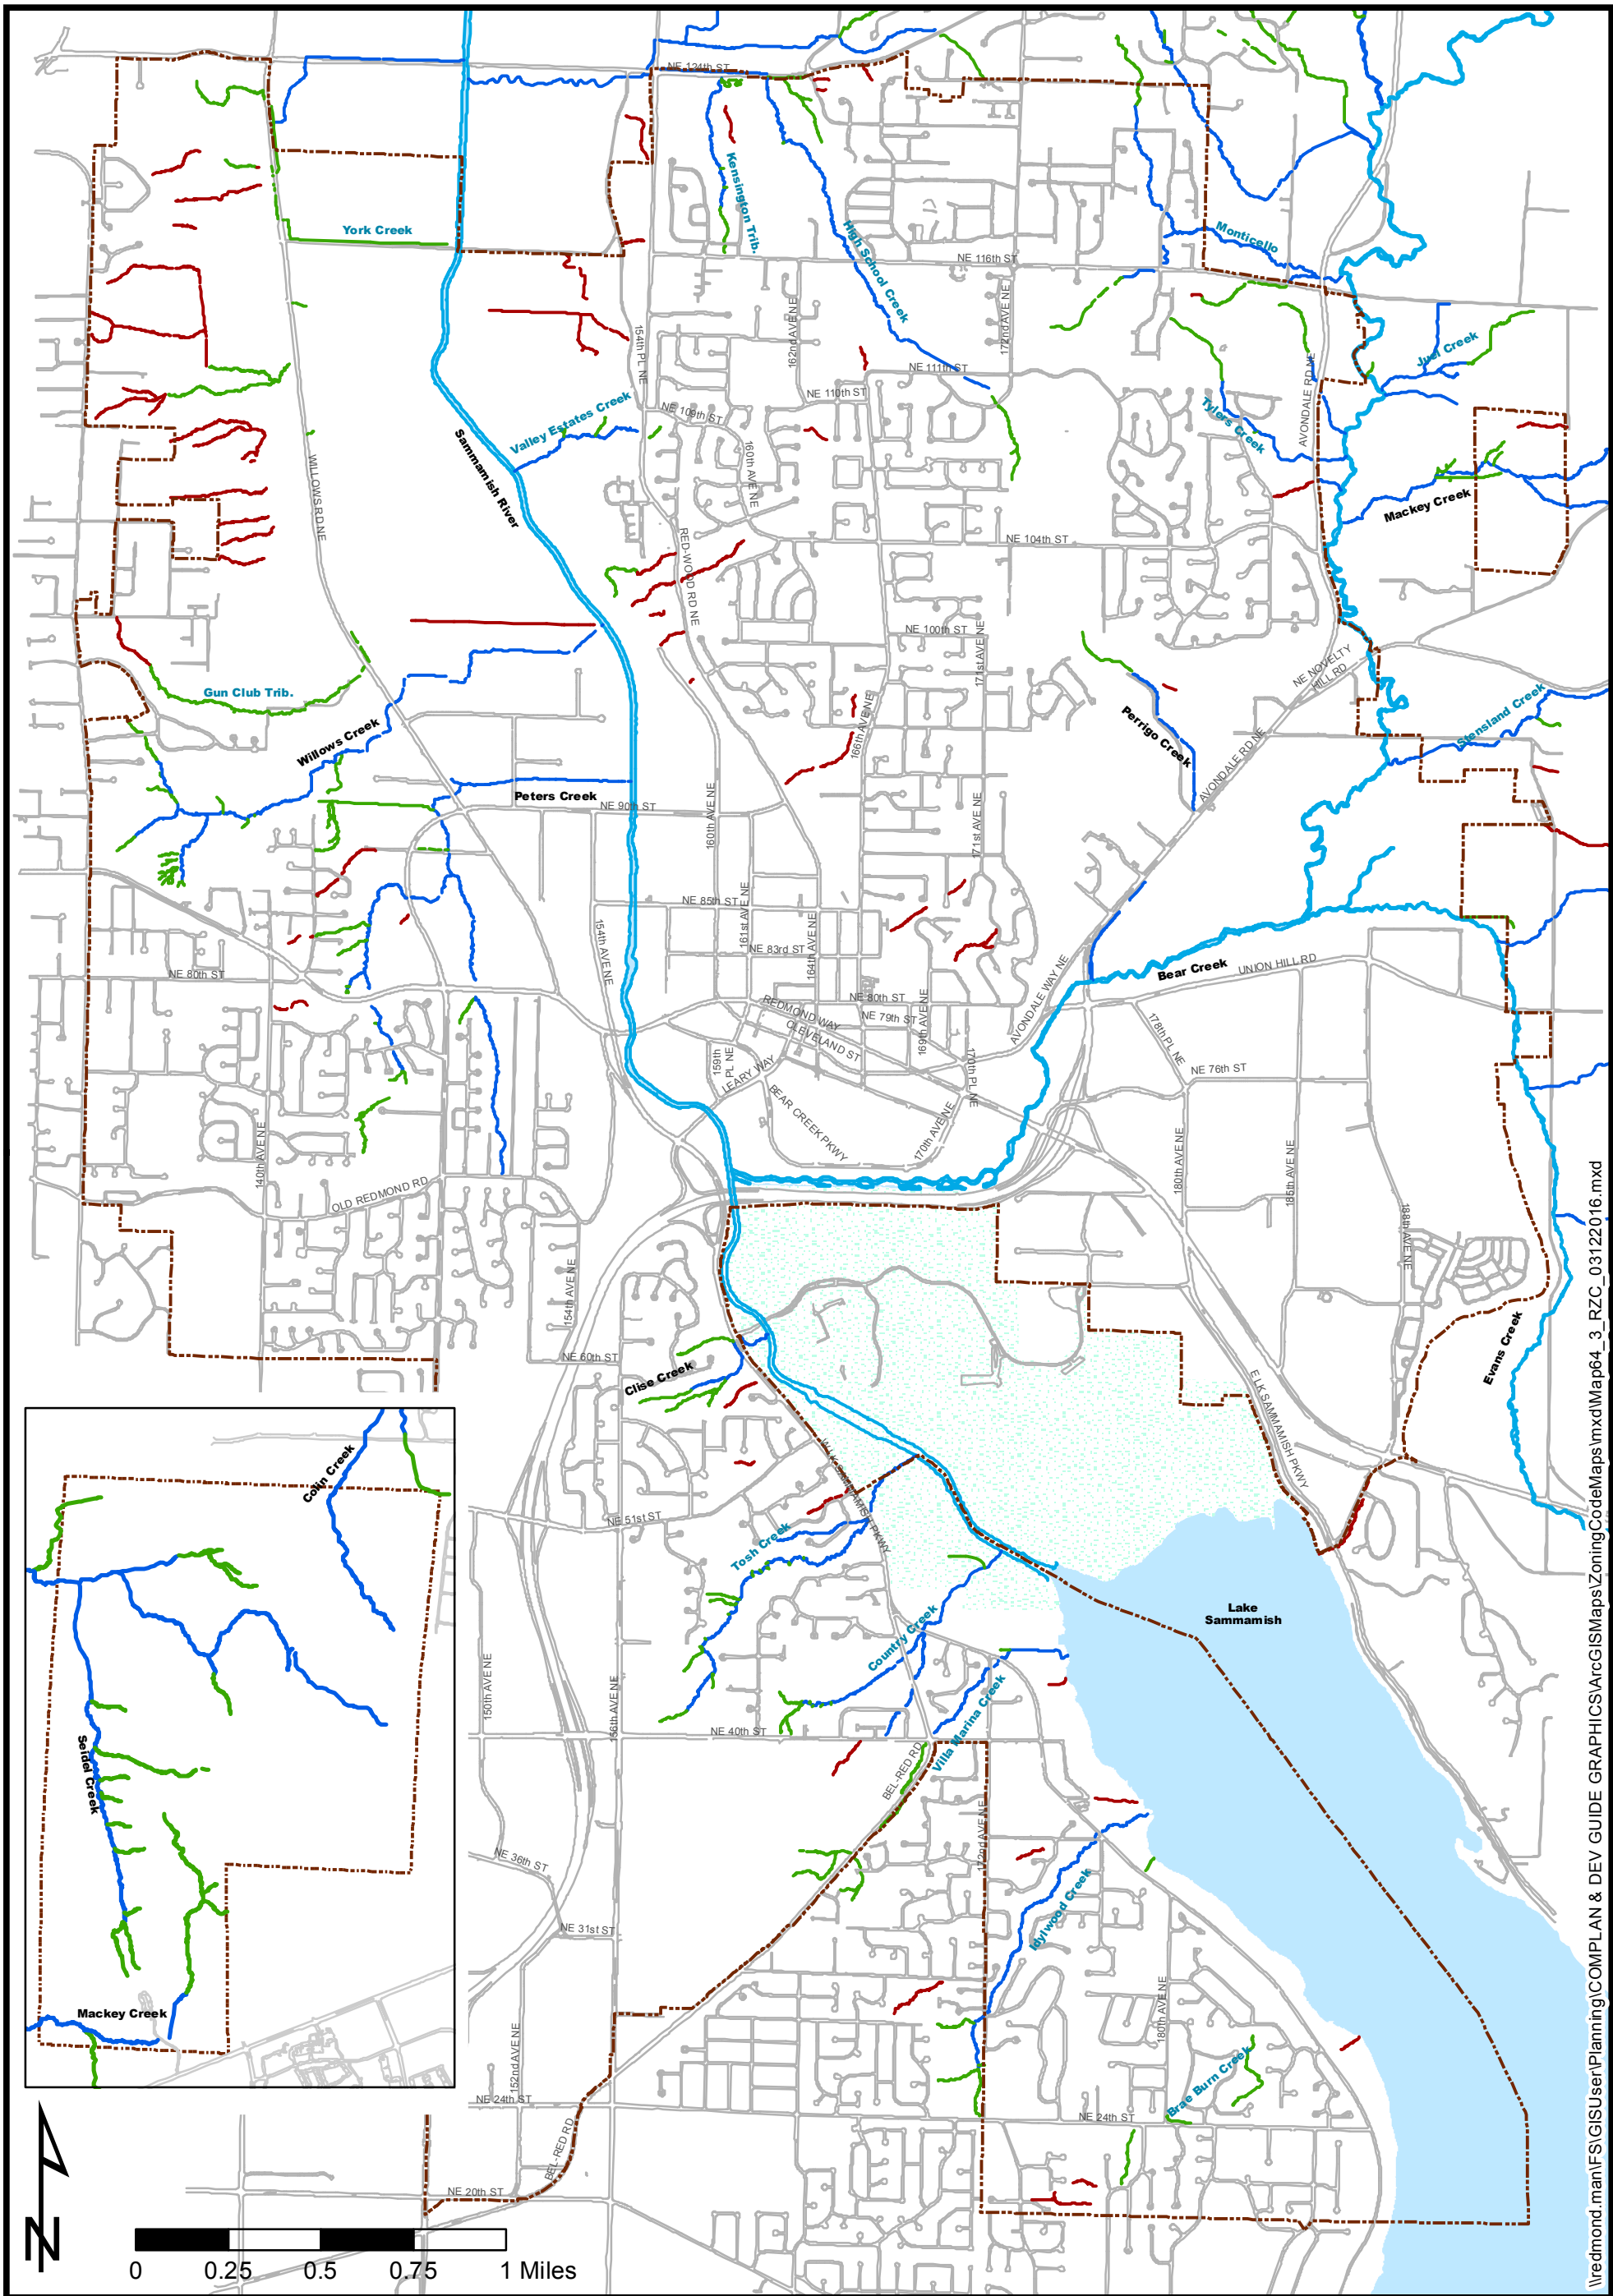 NE 124th ST
Kensington Trib.
York Creek
High School Creek
Monticello
NE 116th ST
162nd AVE NE
172nd AVE NE
154th PL NE
Juel Creek
NE 111th ST
NE 110th ST
AVONDALE RD NE
NE 109th ST
Valley Estates Creek
Tylers Creek
Sammamish River
160th AVE NE
WILLOWS RD NE
Mackey Creek
RED-WOOD RD NE
NE 104th ST
NE 100th ST
171st AVE NE
NE NOVELTY
HILL RD
Gun Club Trib.
Willows Creek
166th AVE NE
Perrigo Creek
Stensland Creek
AVONDALE RD NE
Peters Creek
NE 90th ST
160th AVE NE
171st AVE NE
NE 85th ST
161st AVE NE
164th AVE NE
154th AVE NE
NE 83rd ST
NE 80th ST
Bear Creek
UNION HILL RD
AVONDALE WAY NE
REDMOND WAY
NE 80th ST
NE 79th ST
CLEVELAND ST
169th AVE NE
178th PL NE
159th
PL NE
LEARY WAY
170th PL NE
NE 76th ST
BEAR CREEK PKWY
170th AVE NE
140th AVE NE
180th AVE NE
185th AVE NE
OLD REDMOND RD
188th AVE NE
154th AVE NE
Evans Creek
NE 60th ST
Clise Creek
E LK SAMMAMISH PKWY
W LK SAMMAMISH PKWY
Colin Creek
NE 51st ST
Tosh Creek
Lake
Sammamish
Country Creek
150th AVE NE
156th AVE NE
Villa Marina Creek
NE 40th ST
Seidel Creek
BEL-RED RD
172nd AVE NE
NE 36th ST
Idylwood Creek
NE 31st ST
Mackey Creek
180th AVE NE
152nd AVE NE
Brae Burn Creek
NE 24th ST
NE 24th ST
BEL-RED RD
NE 20th ST
N
0 0.25 0.5 0.75 1 Miles
\\redmond.man\FS\GISUser\Planning\COMPLAN & DEV GUIDE GRAPHICS\ArcGISMaps\ZoningCodeMaps\mxd\Map64_3_RZC_03122016.mxd